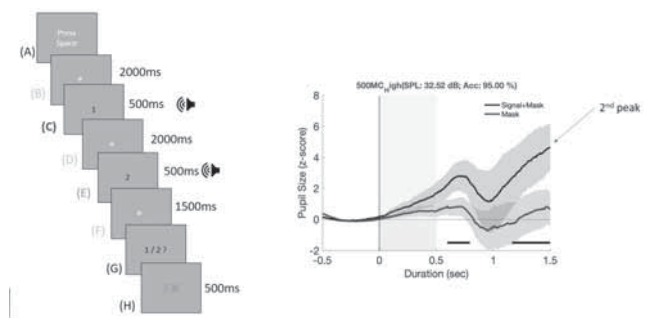 Press
Space
(A)
2000ms
(B)
1
500ms
(C)
2000ms
(D)
2
500ms
(E)
1500ms
(F)
1 / 2 ?
(G)
500ms
(H)
500MC_High(SPL: 32.52 dB; Acc: 95.00 %)
8
6
4
2
0
-2
Pupil Size (z-score)
Signal+Mask
Mask
2nd peak
-0.5
0
0.5
1
1.5
Duration (sec)